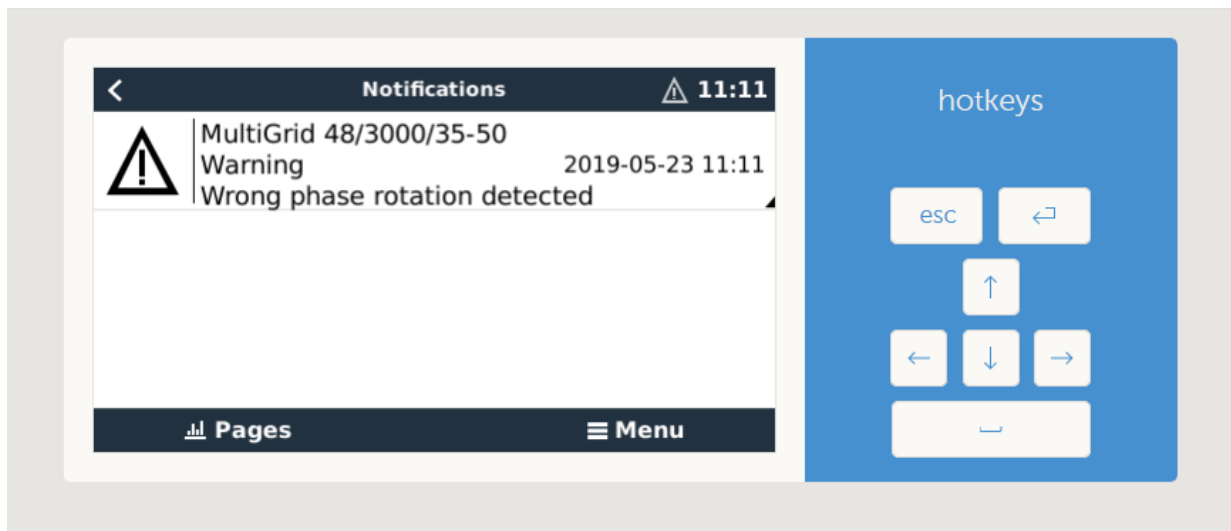 Notifications
11:11
MultiGrid 48/3000/35-50
Warning 2019-05-23 11:11
Wrong phase rotation detected
Pages
Menu
hotkeys
esc